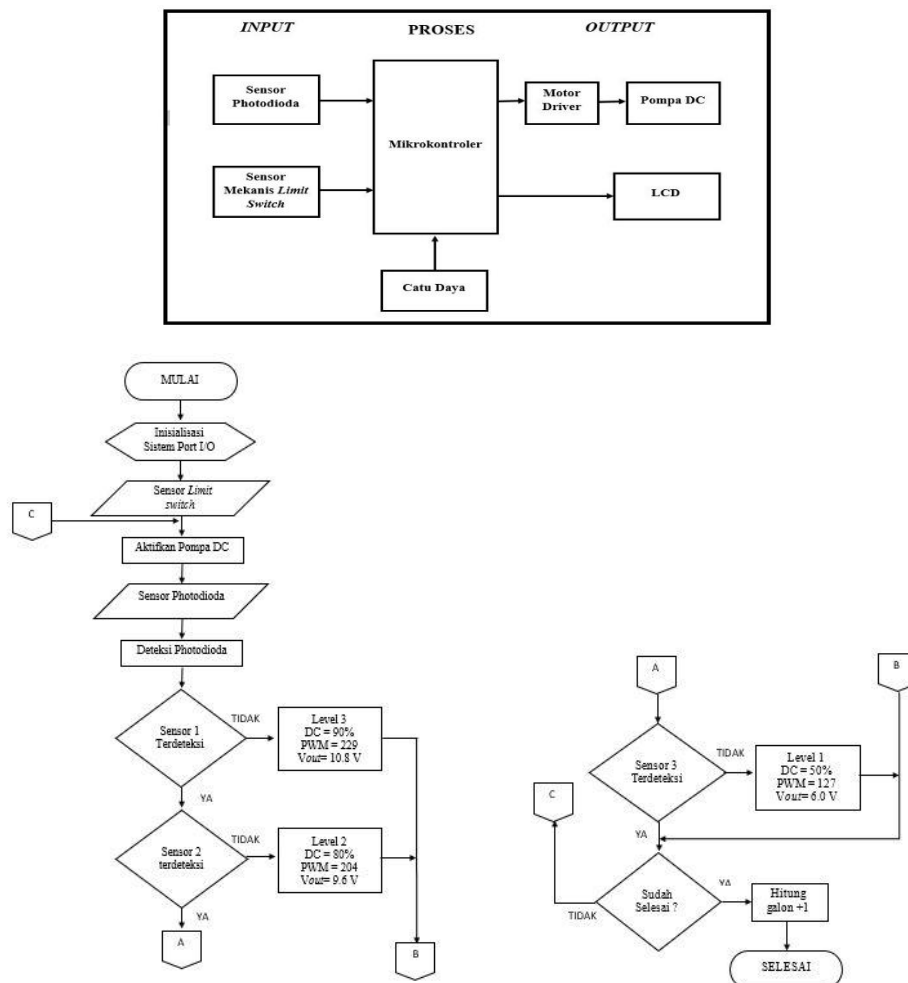 INPUT
PROSES
OUTPUT
Sensor
Photodioda
Sensor
Mekanis Limit
Switch
Mikrokontroler
Motor
Driver
Pompa DC
LCD
Catu Daya
MULAI
Inisialisasi
Sistem Port I/O
Sensor Limit
switch
C
Aktifkan Pompa DC
Sensor Photodioda
Deteksi Photodioda
Sensor 1
Terdeteksi
TIDAK
Level 3
DC = 90%
PWM = 229
Vout= 10.8 V
YA
Sensor 2
terdeteksi
TIDAK
Level 2
DC = 80%
PWM = 204
Vout= 9.6 V
YA
A
B
A
B
Sensor 3
Terdeteksi
TIDAK
Level 1
DC = 50%
PWM = 127
Vout= 6.0 V
C
YA
Sudah
Selesai ?
TIDAK
YA
Hitung
galon +1
SELESAI